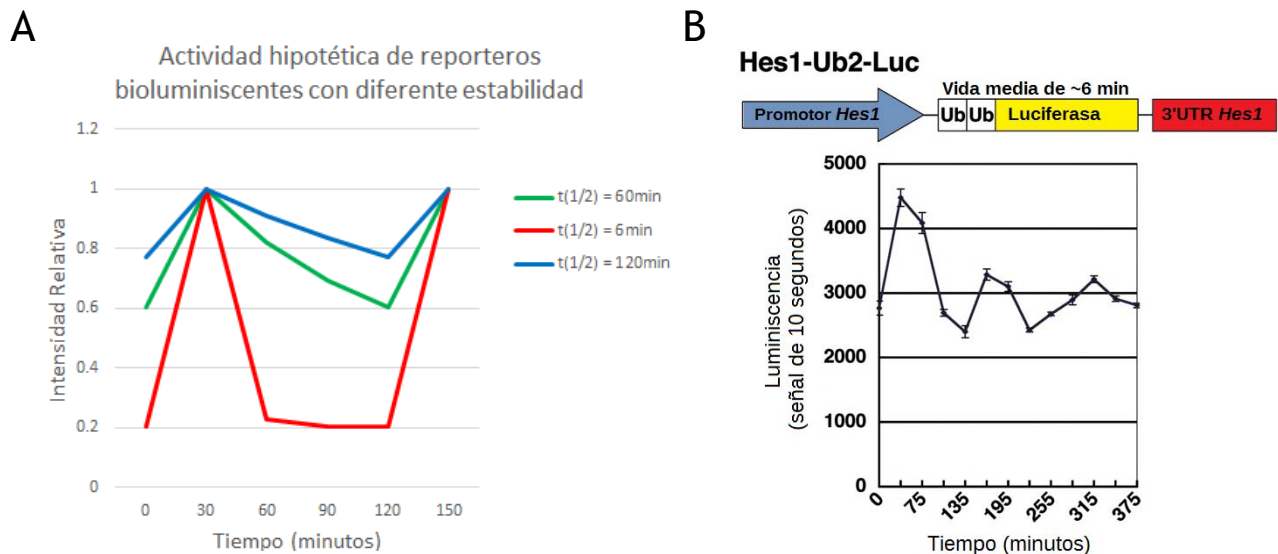 A
Actividad hipotética de reporteros
bioluminiscentes con diferente estabilidad
1.2
1
0.8
0.6
0.4
0.2
0
Intensidad Relativa
0 30 60 90 120 150
Tiempo (minutos)
t(1/2) = 60min
t(1/2) = 6min
t(1/2) = 120min
B
Hes1-Ub2-Luc
Vida media de ~6 min
Promotor Hes1 Ub Ub Luciferasa 3'UTR Hes1
5000
4000
3000
2000
1000
0
Luminiscencia
(señal de 10 segundos)
0 75 135 195 255 315 375
Tiempo (minutos)